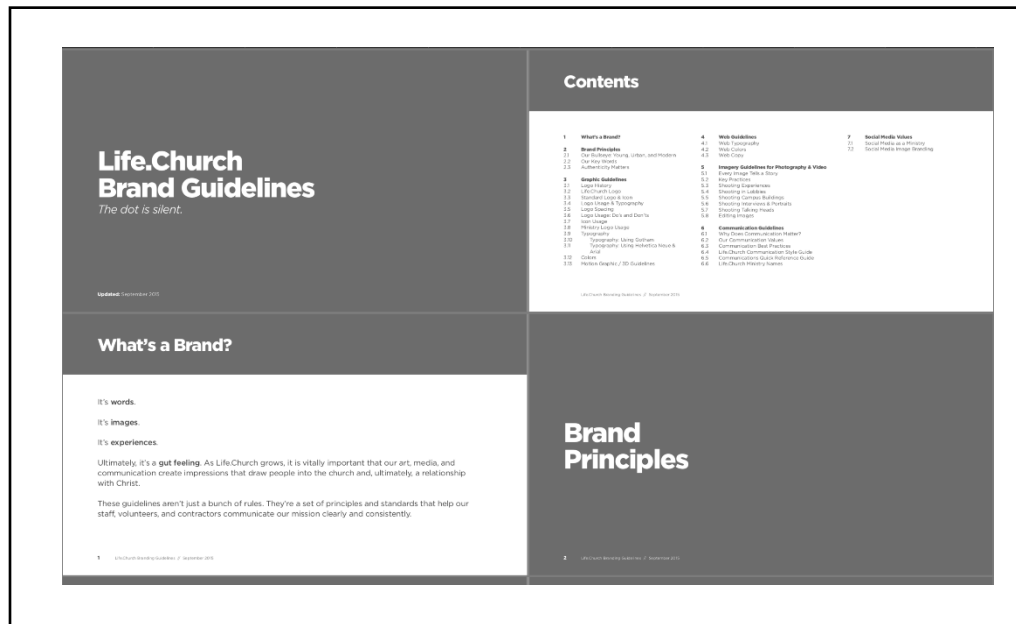 Life.Church
Brand Guidelines
The dot is silent.
Updated: September 2015
Contents
1 What's a Brand?
2 Brand Principles
2.1 Our Bullseye: Young, Urban, and Modern
2.2 Our Key Words
2.3 Authenticity Matters
3 Graphic Guidelines
3.1 Logo History
3.2 Life.Church Logo
3.3 Standard Logo & Icon
3.4 Logo Usage & Typography
3.5 Logo Spacing
3.6 Logo Usage: Do's and Don'ts
3.7 Icon Usage
3.8 Ministry Logo Usage
3.9 Typography
3.10 Typography: Using Gotham
3.11 Typography: Using Helvetica Neue &
Arial
3.12 Colors
3.13 Motion Graphic / 3D Guidelines
4 Web Guidelines
4.1 Web Typography
4.2 Web Colors
4.3 Web Copy
5 Imagery Guidelines for Photography & Video
5.1 Every Image Tells a Story
5.2 Key Practices
5.3 Shooting Experiences
5.4 Shooting in Lobbies
5.5 Shooting Campus Buildings
5.6 Shooting Interviews & Portraits
5.7 Shooting Talking Heads
5.8 Editing Images
6 Communication Guidelines
6.1 Why Does Communication Matter?
6.2 Our Communication Values
6.3 Communication Best Practices
6.4 Life.Church Communication Style Guide
6.5 Communications Quick Reference Guide
6.6 Life.Church Ministry Names
7 Social Media Values
7.1 Social Media as a Ministry
7.2 Social Media Image Branding
Life.Church Branding Guidelines // September 2015
What's a Brand?
It's words.
It's images.
It's experiences.
Ultimately, it's a gut feeling. As Life.Church grows, it is vitally important that our art, media, and
communication create impressions that draw people into the church and, ultimately, a relationship
with Christ.
These guidelines aren't just a bunch of rules. They're a set of principles and standards that help our
staff, volunteers, and contractors communicate our mission clearly and consistently.
1 Life.Church Branding Guidelines // September 2015
Brand
Principles
2 Life.Church Branding Guidelines // September 2015